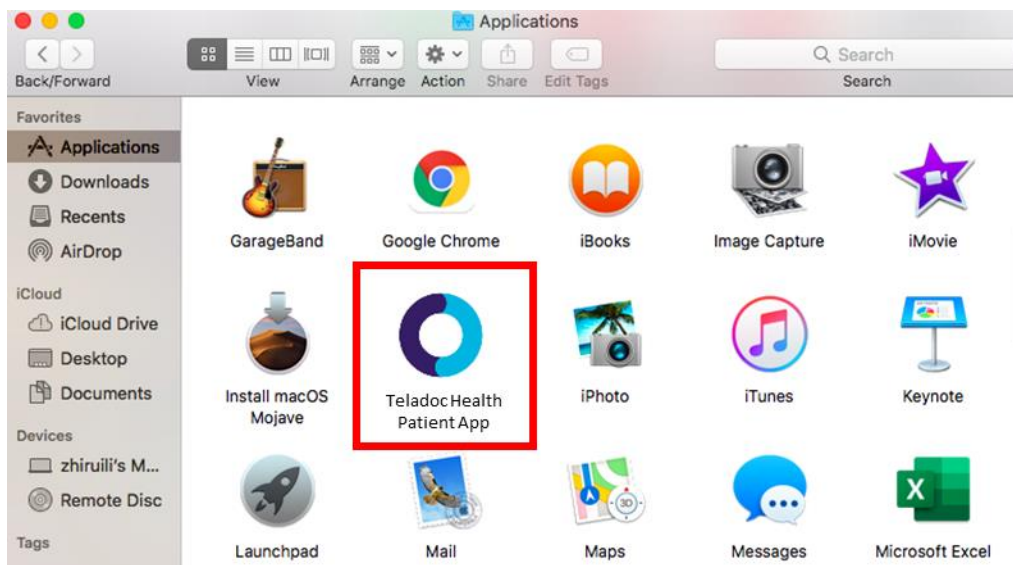 Applications
Search
Back/Forward View Arrange Action Share Edit Tags Search
Favorites
Applications
Downloads
Recents
AirDrop
iCloud
iCloud Drive
Desktop
Documents
Devices
zhiruili's M...
Remote Disc
Tags
GarageBand Google Chrome iBooks Image Capture iMovie
Install macOS
Mojave
Teladoc Health
Patient App
iPhoto iTunes Keynote
3D
X
Launchpad Mail Maps Messages Microsoft Excel